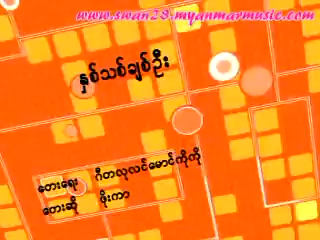 www.swan28.myanmarmusic.com
နှစ်သစ်ချစ်ဦး
တေးရေး ဂီတလုလင်မောင်ကိုကို
တေးဆို ဖိုးကာ